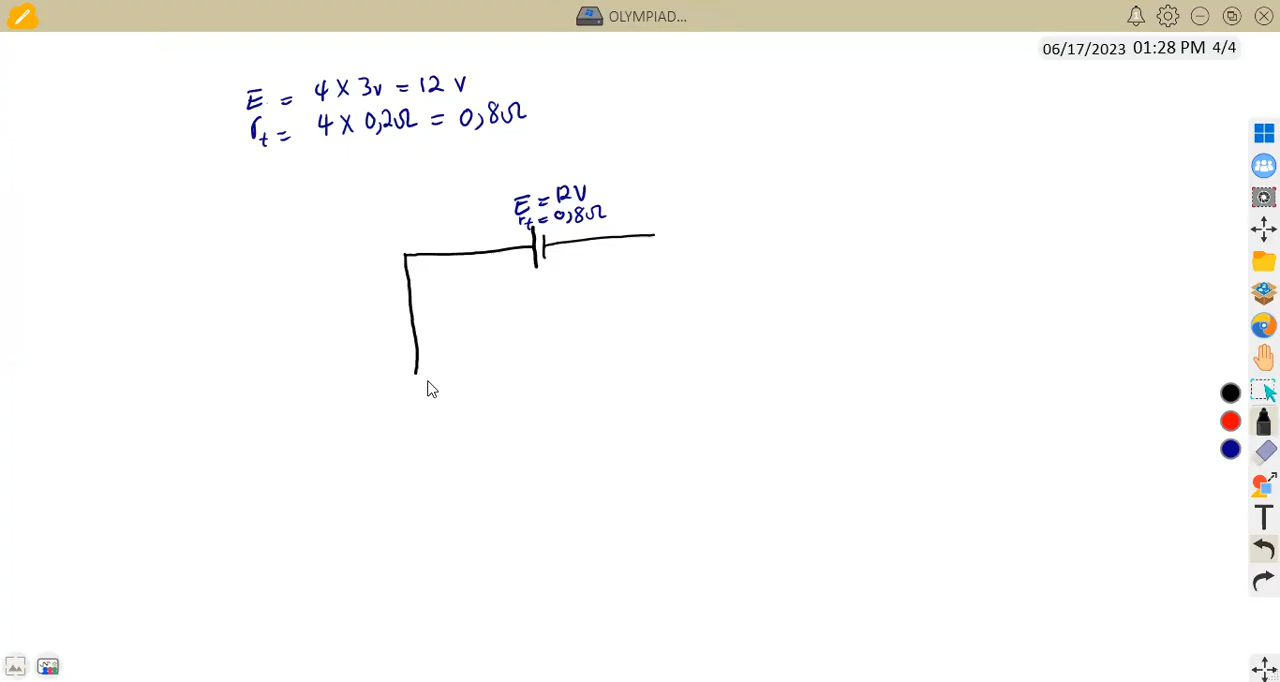 OLYMPIAD...
06/17/2023 01:28 PM 4/4
E = 4 X 3v = 12 v
rt = 4 X 0,2Ω = 0,8Ω
E = 12V
rt = 0,8Ω
T